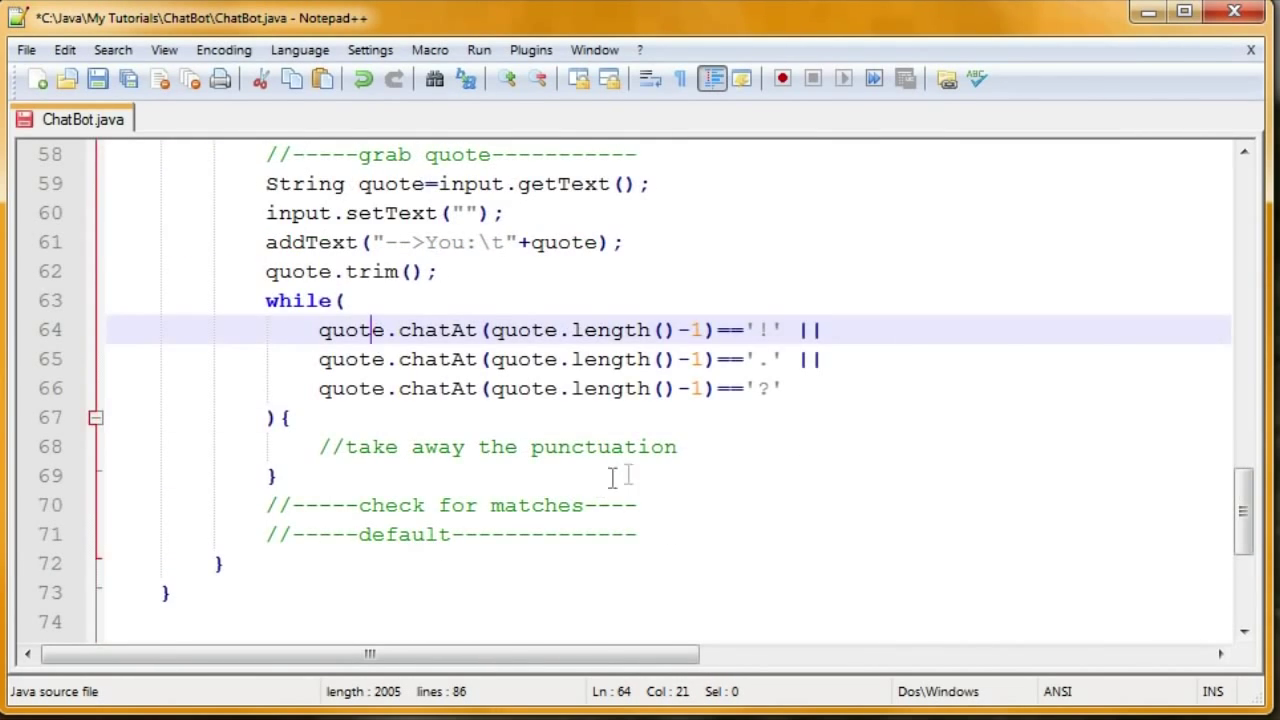 *C:\Java\My Tutorials\ChatBot\ChatBot.java - Notepad++
File Edit Search View Encoding Language Settings Macro Run Plugins Window ? X
ABC
ChatBot.java
58 //-----grab quote-----------
59 String quote=input.getText();
60 input.setText("");
61 addText("-->You:\t"+quote);
62 quote.trim();
63 while(
64 quote.chatAt(quote.length()-1)=='!' ||
65 quote.chatAt(quote.length()-1)=='.' ||
66 quote.chatAt(quote.length()-1)=='?'
67 ){
68 //take away the punctuation
69 }
70 //-----check for matches----
71 //-----default--------------
72 }
73 }
74
Java source file length : 2005 lines : 86 Ln : 64 Col : 21 Sel : 0 Dos\Windows ANSI INS